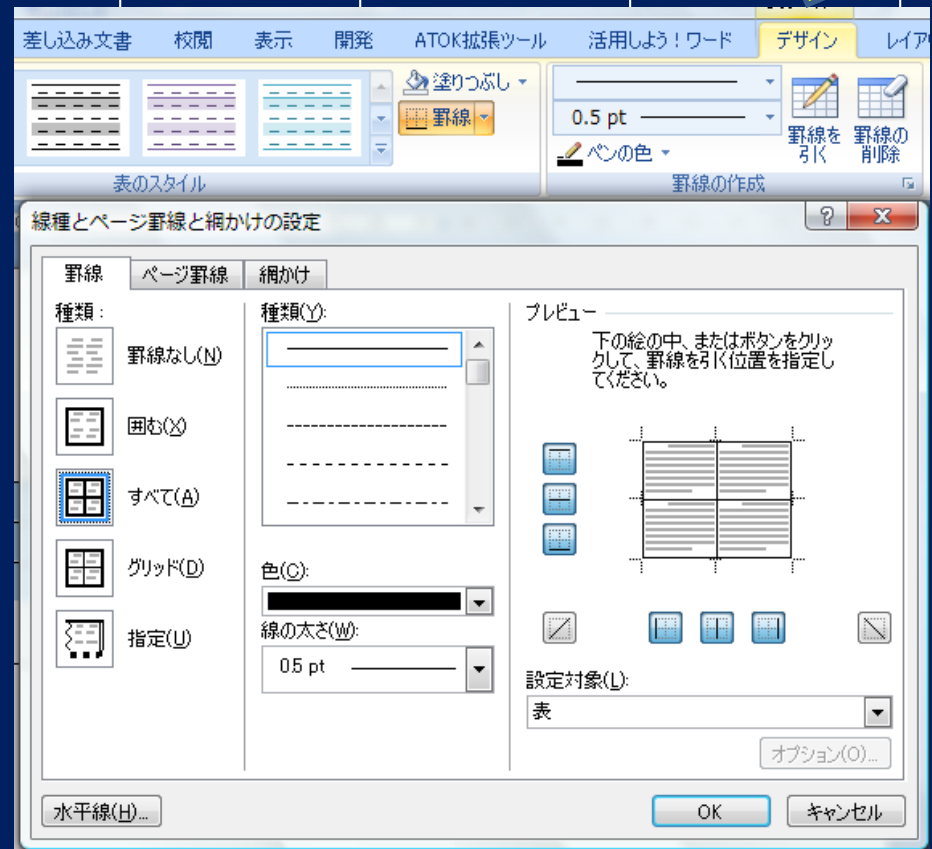 差し込み文書 校閲 表示 開発 ATOK拡張ツール 活用しよう！ワード デザイン レイア
塗りつぶし
罫線
0.5 pt
ペンの色
罫線を
引く
罫線の
削除
表のスタイル
罫線の作成
線種とページ罫線と網かけの設定
罫線 ページ罫線 網かけ
種類：
罫線なし(N)
囲む(X)
すべて(A)
グリッド(D)
指定(U)
種類(Y):
色(C):
線の太さ(W):
0.5 pt
プレビュー
下の絵の中、またはボタンをクリッ
クして、罫線を引く位置を指定し
てください。
設定対象(L):
表
オプション(O)...
水平線(H)...
OK
キャンセル